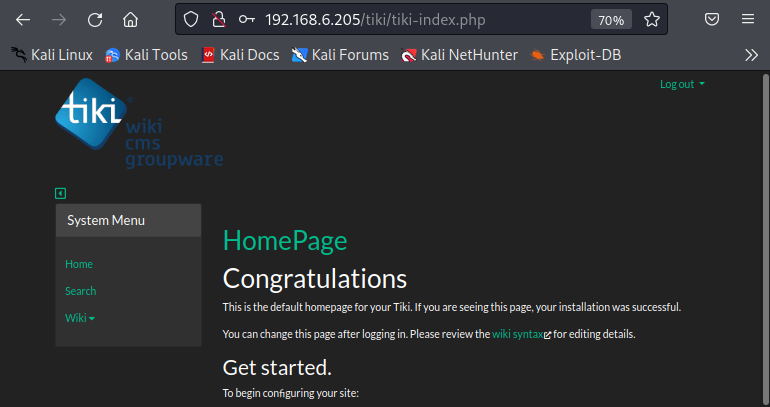 192.168.6.205/tiki/tiki-index.php
70%
Kali Linux
Kali Tools
Kali Docs
Kali Forums
Kali NetHunter
Exploit-DB
Log out
tiki
wiki
cms
groupware
System Menu
Home
Search
Wiki
HomePage
Congratulations
This is the default homepage for your Tiki. If you are seeing this page, your installation was successful.
You can change this page after logging in. Please review the wiki syntax for editing details.
Get started.
To begin configuring your site: